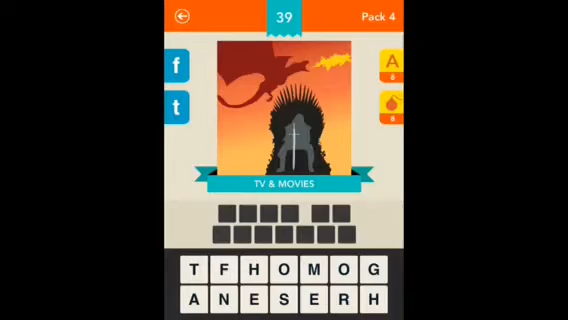 39
Pack 4
f
A
8
t
8
TV & MOVIES
T F H O M O G
A N E S E R H